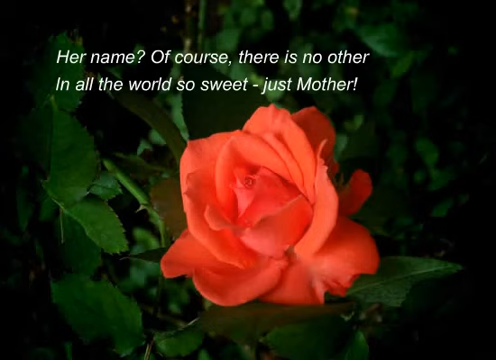 Her name? Of course, there is no other
In all the world so sweet - just Mother!